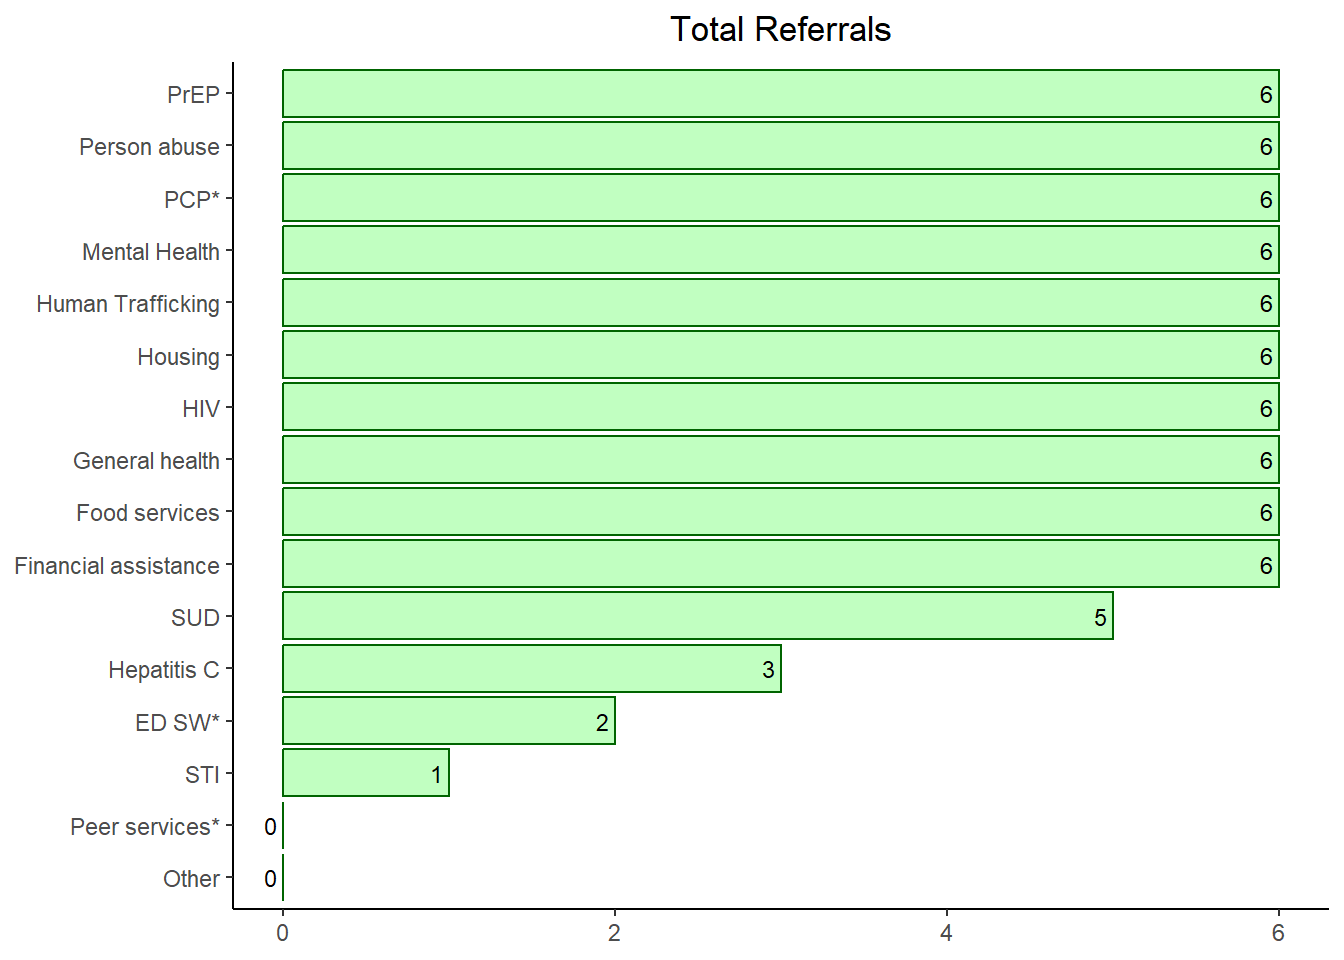 Total Referrals
PrEP 6
Person abuse 6
PCP* 6
Mental Health 6
Human Trafficking 6
Housing 6
HIV 6
General health 6
Food services 6
Financial assistance 6
SUD 5
Hepatitis C 3
ED SW* 2
STI 1
Peer services* 0
Other 0
0 2 4 6